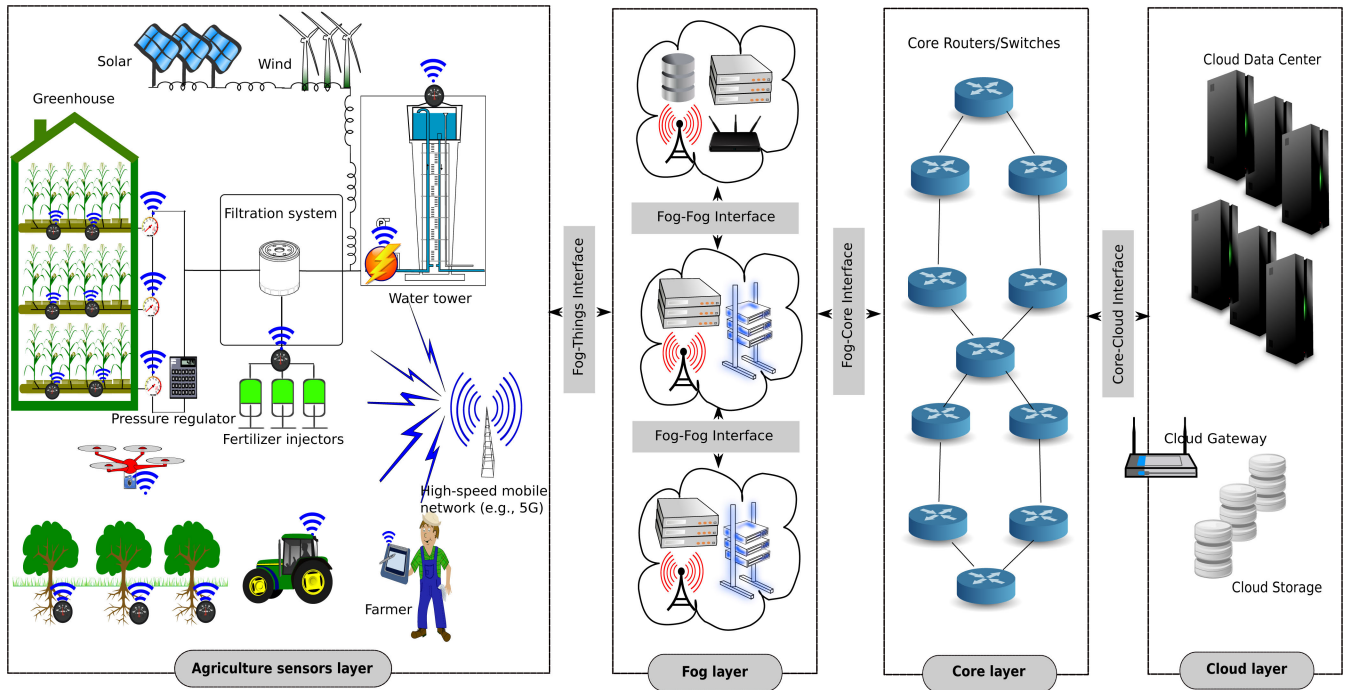 Solar
Wind
Greenhouse
Filtration system
P
Water tower
Pressure regulator
Fertilizer injectors
High-speed mobile
network (e.g., 5G)
Farmer
Agriculture sensors layer
Fog-Things Interface
Fog-Fog Interface
Fog-Fog Interface
Fog layer
Fog-Core Interface
Core Routers/Switches
Core layer
Core-Cloud Interface
Cloud Data Center
Cloud Gateway
Cloud Storage
Cloud layer